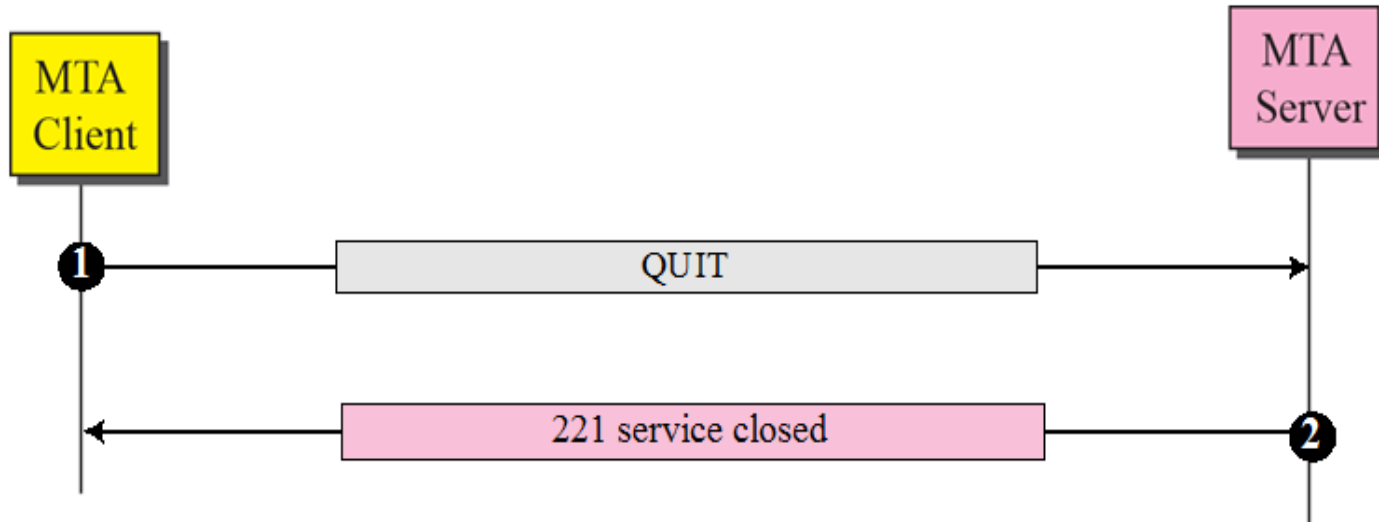 MTA
Client
MTA
Server
1
QUIT
221 service closed
2